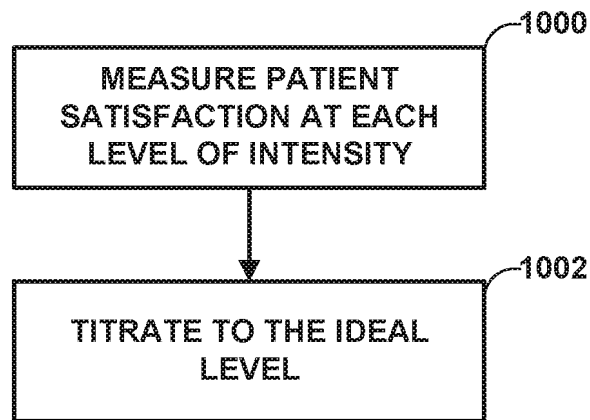 1000
MEASURE PATIENT
SATISFACTION AT EACH
LEVEL OF INTENSITY
1002
TITRATE TO THE IDEAL
LEVEL